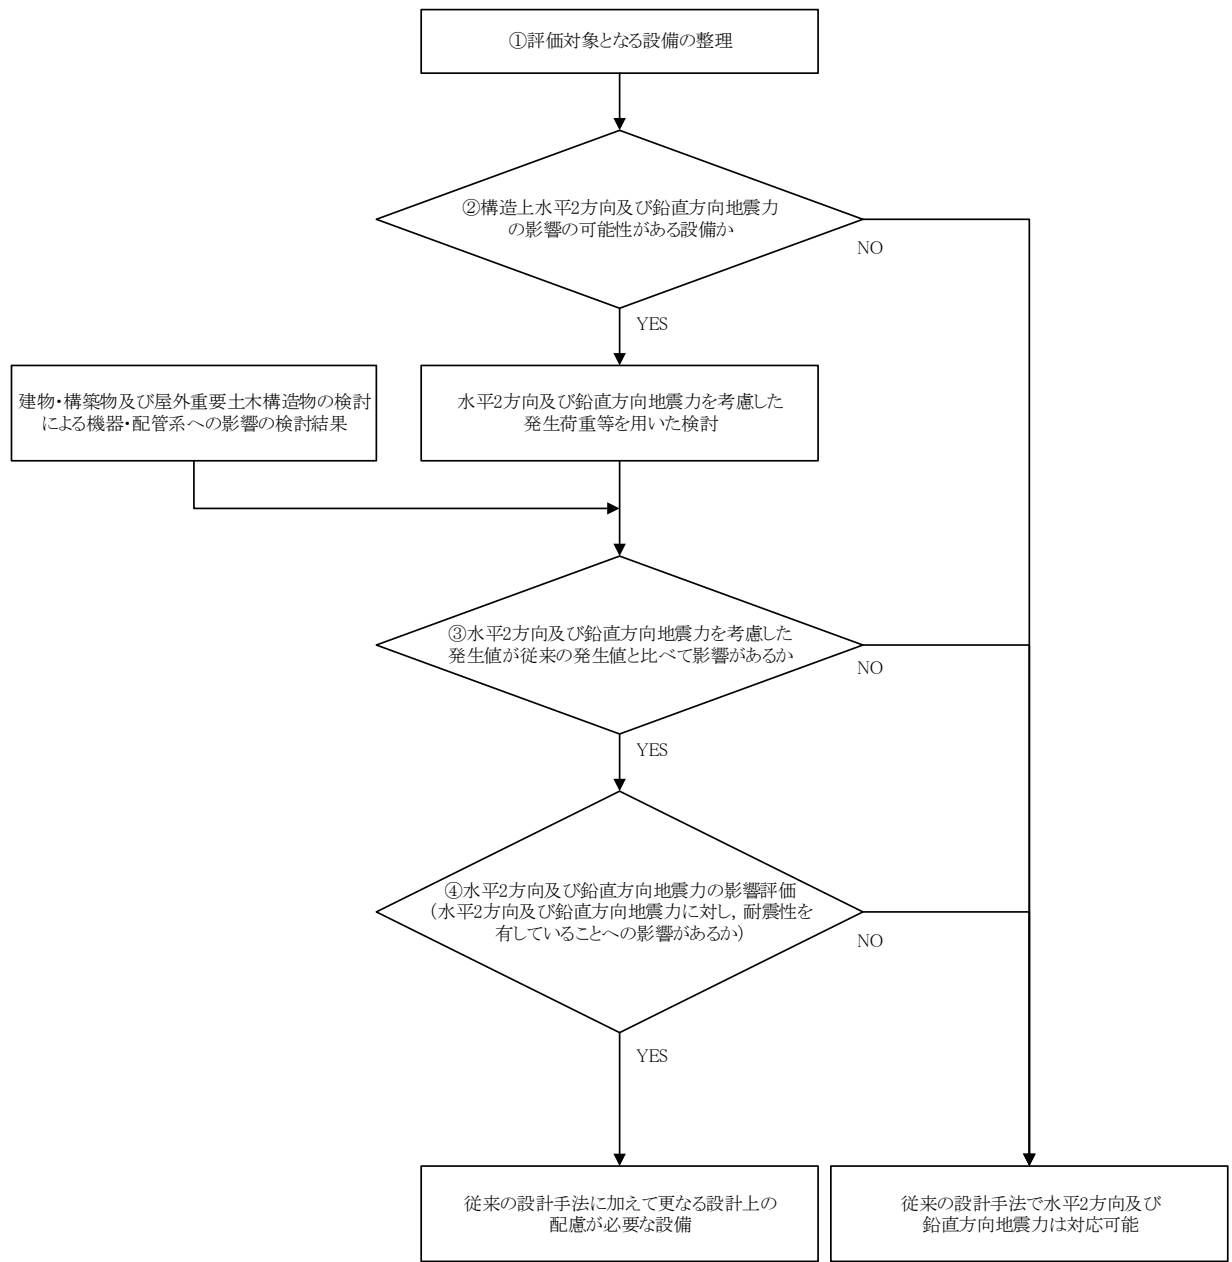 ①評価対象となる設備の整理
②構造上水平2方向及び鉛直方向地震力
の影響の可能性がある設備か
NO
YES
建物・構築物及び屋外重要土木構造物の検討
による機器・配管系への影響の検討結果
水平2方向及び鉛直方向地震力を考慮した
発生荷重等を用いた検討
③水平2方向及び鉛直方向地震力を考慮した
発生値が従来の発生値と比べて影響があるか
NO
YES
④水平2方向及び鉛直方向地震力の影響評価
（水平2方向及び鉛直方向地震力に対し，耐震性を
有していることへの影響があるか）
NO
YES
従来の設計手法に加えて更なる設計上の
配慮が必要な設備
従来の設計手法で水平2方向及び
鉛直方向地震力は対応可能